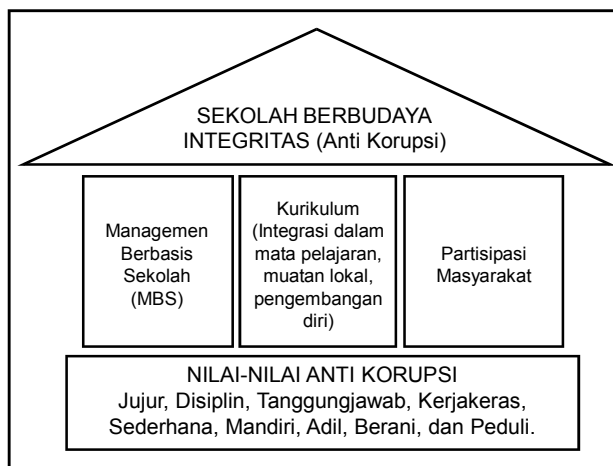 SEKOLAH BERBUDAYA
INTEGRITAS (Anti Korupsi)
Managemen
Berbasis
Sekolah
(MBS)
Kurikulum
(Integrasi dalam
mata pelajaran,
muatan lokal,
pengembangan
diri)
Partisipasi
Masyarakat
NILAI-NILAI ANTI KORUPSI
Jujur, Disiplin, Tanggungjawab, Kerjakeras,
Sederhana, Mandiri, Adil, Berani, dan Peduli.